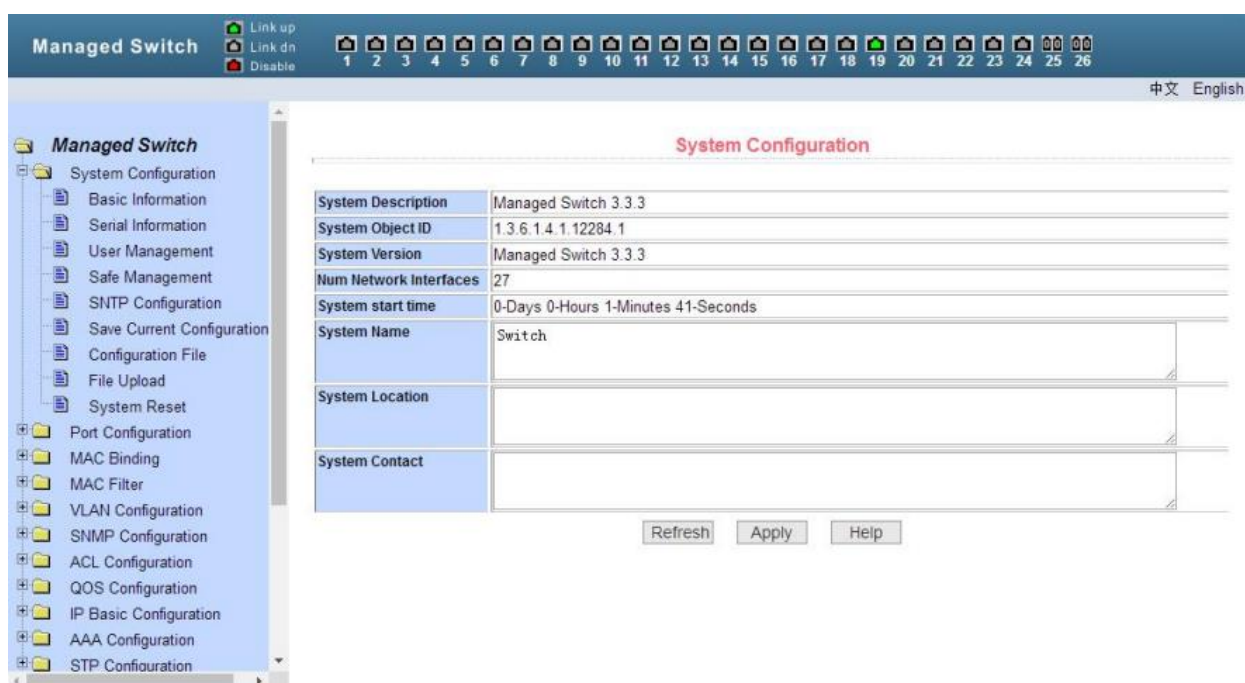 Managed Switch
Link up
Link dn
Disable
1 2 3 4 5 6 7 8 9 10 11 12 13 14 15 16 17 18 19 20 21 22 23 24 25 26
中文 English
Managed Switch
System Configuration
Basic Information
Serial Information
User Management
Safe Management
SNTP Configuration
Save Current Configuration
Configuration File
File Upload
System Reset
Port Configuration
MAC Binding
MAC Filter
VLAN Configuration
SNMP Configuration
ACL Configuration
QOS Configuration
IP Basic Configuration
AAA Configuration
STP Configuration
System Configuration
System Description Managed Switch 3.3.3
System Object ID 1.3.6.1.4.1.12284.1
System Version Managed Switch 3.3.3
Num Network Interfaces 27
System start time 0-Days 0-Hours 1-Minutes 41-Seconds
System Name Switch
System Location
System Contact
Refresh Apply Help